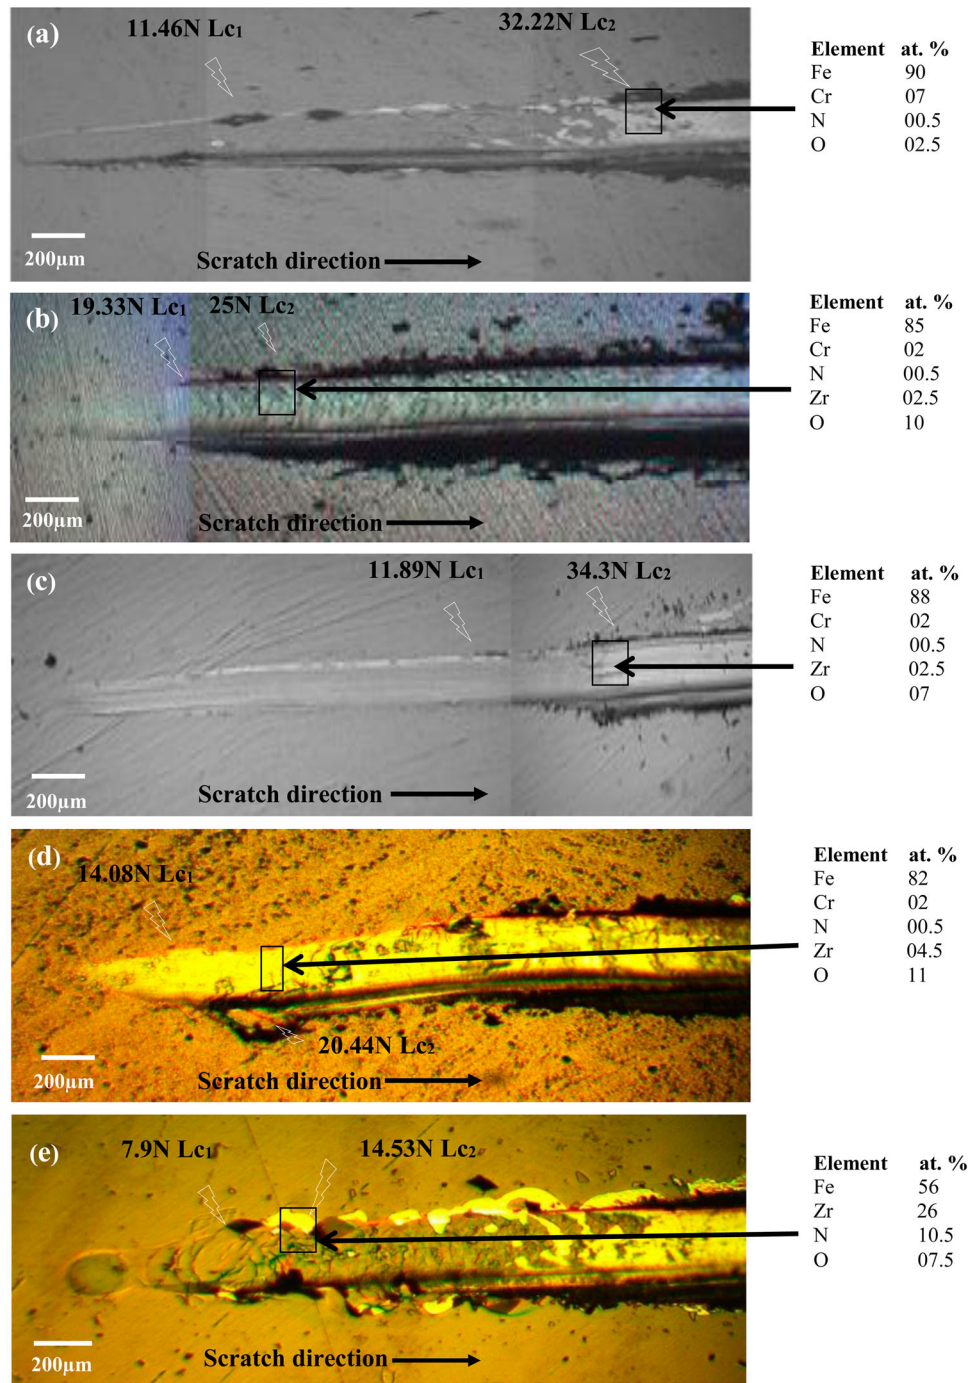 (a)
11.46N Lc₁
32.22N Lc₂
200µm
Scratch direction
Element at. %
Fe 90
Cr 07
N 00.5
O 02.5
(b)
19.33N Lc₁
25N Lc₂
200µm
Scratch direction
Element at. %
Fe 85
Cr 02
N 00.5
Zr 02.5
O 10
(c)
11.89N Lc₁
34.3N Lc₂
200µm
Scratch direction
Element at. %
Fe 88
Cr 02
N 00.5
Zr 02.5
O 07
(d)
14.08N Lc₁
20.44N Lc₂
200µm
Scratch direction
Element at. %
Fe 82
Cr 02
N 00.5
Zr 04.5
O 11
(e)
7.9N Lc₁
14.53N Lc₂
200µm
Scratch direction
Element at. %
Fe 56
Zr 26
N 10.5
O 07.5